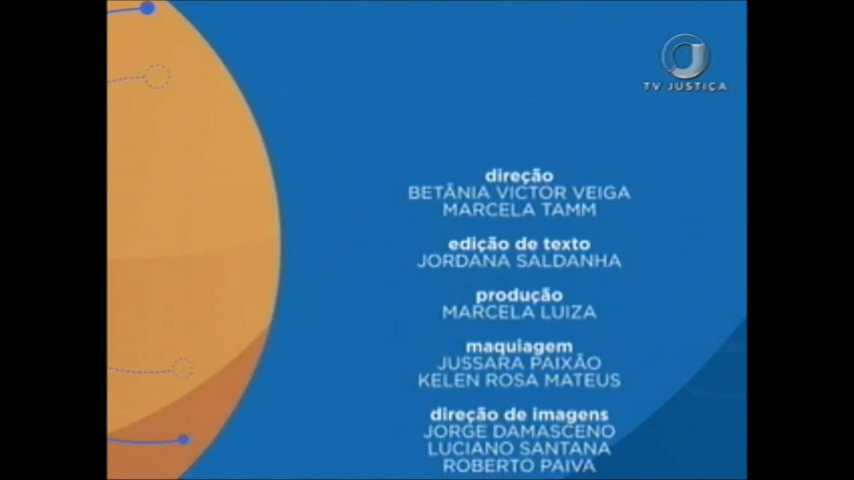 TV JUSTIÇA
direção
BETÂNIA VICTOR VEIGA
MARCELA TAMM
edição de texto
JORDANA SALDANHA
produção
MARCELA LUIZA
maquiagem
JUSSARA PAIXÃO
KELEN ROSA MATEUS
direção de imagens
JORGE DAMASCENO
LUCIANO SANTANA
ROBERTO PAIVA